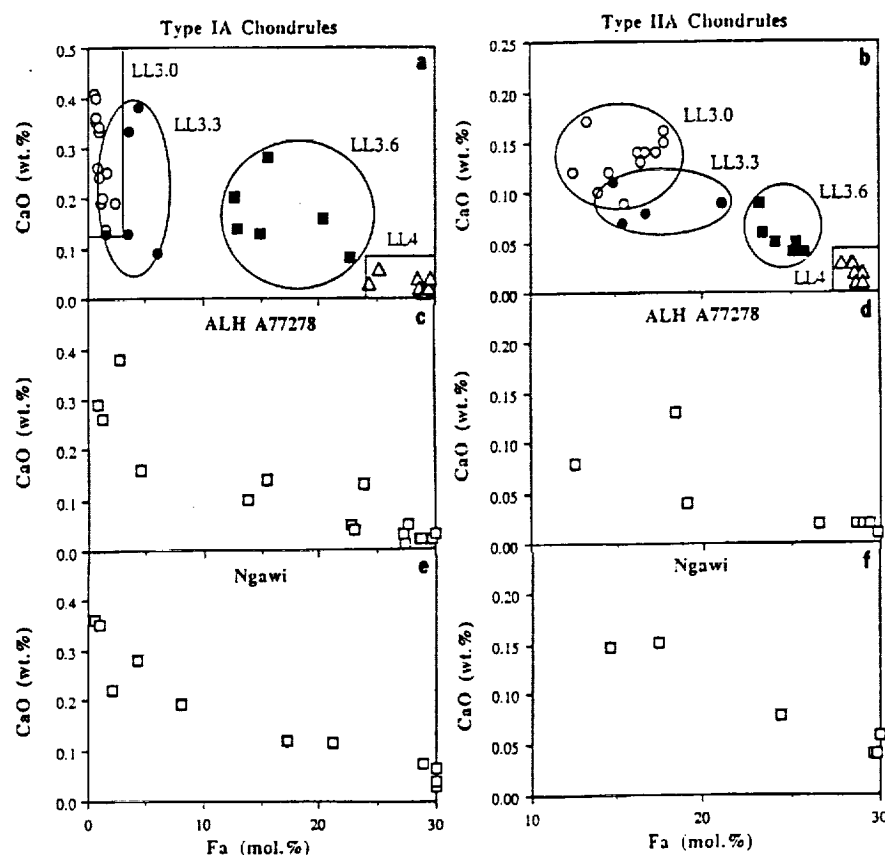 Type IA Chondrules
Type IIA Chondrules
0.5
0.4
0.3
0.2
0.1
0.0
CaO (wt.%)
a
LL3.0
LL3.3
LL3.6
LL4
0.25
0.20
0.15
0.10
0.05
0.00
CaO (wt.%)
b
LL3.0
LL3.3
LL3.6
LL4
ALH A77278
c
0.4
0.3
0.2
0.1
0.0
CaO (wt.%)
ALH A77278
d
0.20
0.15
0.10
0.05
0.00
CaO (wt.%)
Ngawi
e
0.4
0.3
0.2
0.1
0.0
CaO (wt.%)
0
10
20
30
Fa (mol.%)
Ngawi
f
0.20
0.15
0.10
0.05
0.00
CaO (wt.%)
10
20
30
Fa (mol.%)